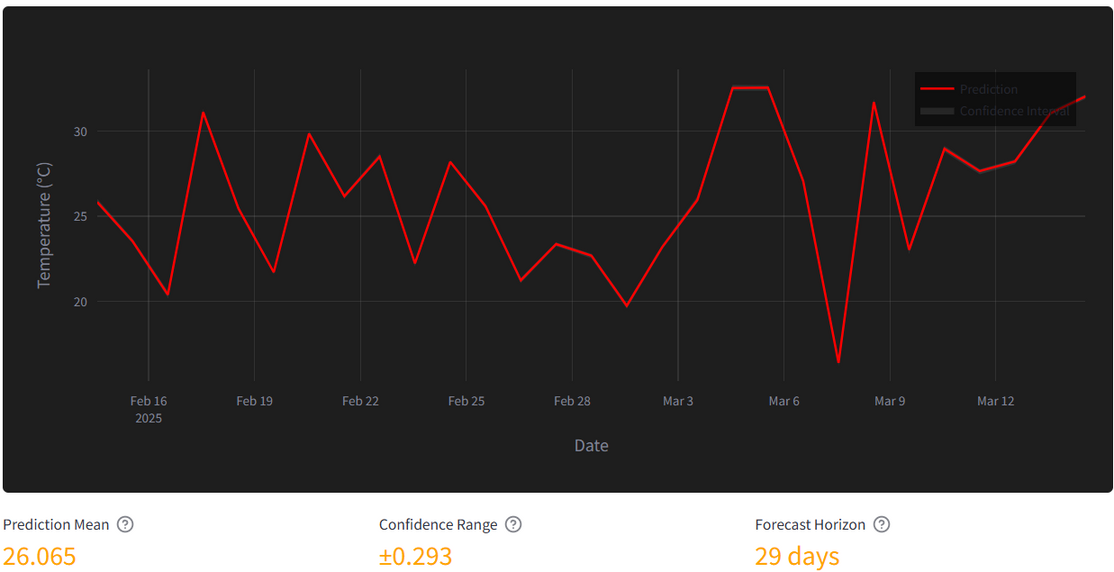 Prediction
Confidence Interval
30
25
20
Temperature (°C)
Feb 16
2025
Feb 19
Feb 22
Feb 25
Feb 28
Mar 3
Mar 6
Mar 9
Mar 12
Date
Prediction Mean ?
26.065
Confidence Range ?
±0.293
Forecast Horizon ?
29 days